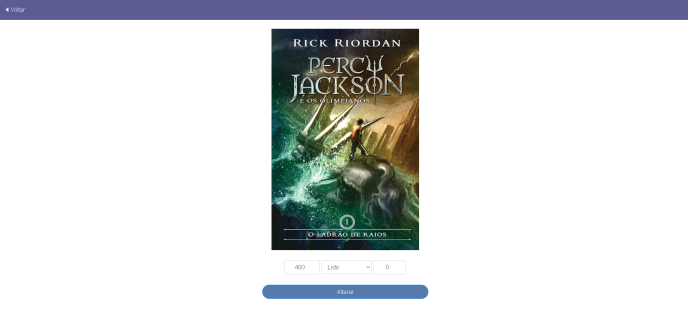 Voltar
RICK RIORDAN
PERCY
JACKSON
E OS OLIMPIANOS
1
O LADRÃO DE RAIOS
400 Lido 0
Alterar